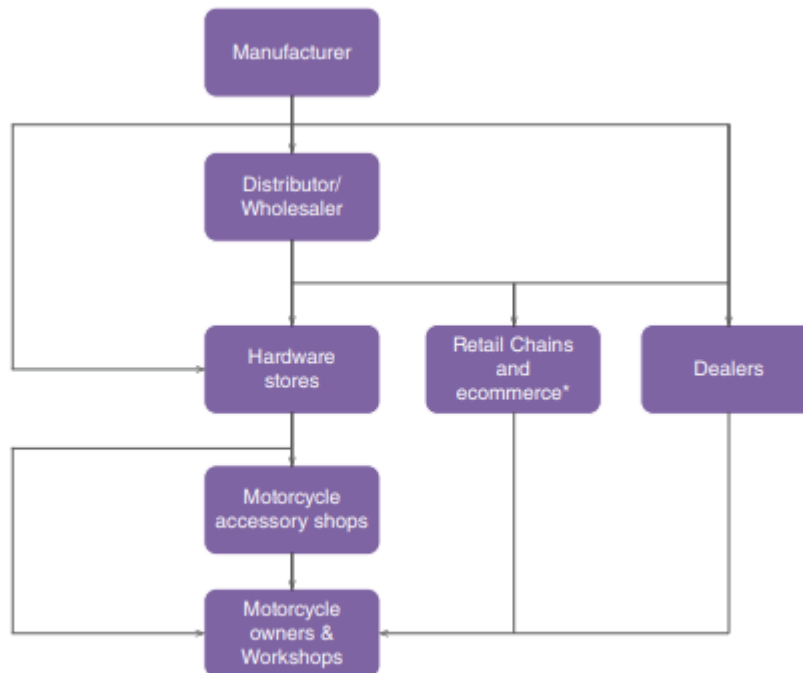 Manufacturer
Distributor/
Wholesaler
Hardware
stores
Retail Chains
and
ecommerce*
Dealers
Motorcycle
accessory shops
Motorcycle
owners &
Workshops